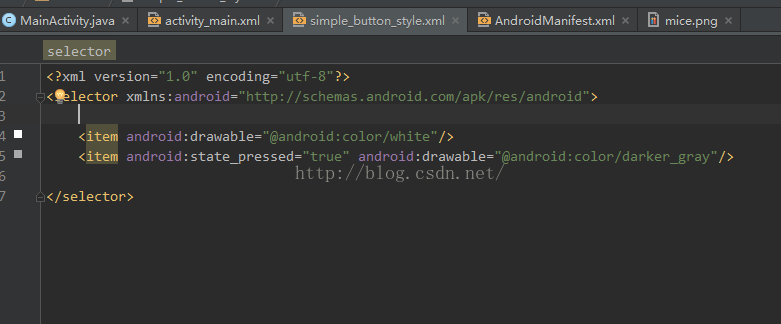 MainActivity.java activity_main.xml simple_button_style.xml AndroidManifest.xml mice.png
selector
1 <?xml version="1.0" encoding="utf-8"?>
2 <selector xmlns:android="http://schemas.android.com/apk/res/android">
3
4 <item android:drawable="@android:color/white"/>
5 <item android:state_pressed="true" android:drawable="@android:color/darker_gray"/>
http://blog.csdn.net/
6
7 </selector>